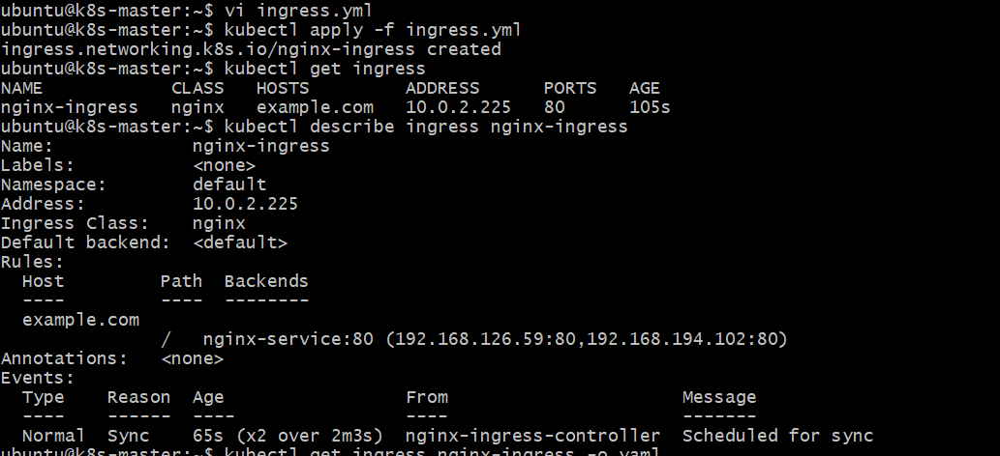 ubuntu@k8s-master:~$ vi ingress.yml
ubuntu@k8s-master:~$ kubectl apply -f ingress.yml
ingress.networking.k8s.io/nginx-ingress created
ubuntu@k8s-master:~$ kubectl get ingress
NAME            CLASS   HOSTS         ADDRESS      PORTS   AGE
nginx-ingress   nginx   example.com   10.0.2.225   80      105s
ubuntu@k8s-master:~$ kubectl describe ingress nginx-ingress
Name:             nginx-ingress
Labels:           <none>
Namespace:        default
Address:          10.0.2.225
Ingress Class:    nginx
Default backend:  <default>
Rules:
  Host         Path  Backends
  ----         ----  --------
  example.com
               /   nginx-service:80 (192.168.126.59:80,192.168.194.102:80)
Annotations:   <none>
Events:
  Type    Reason  Age                 From                      Message
  ----    ------  ----                ----                      -------
  Normal  Sync    65s (x2 over 2m3s)  nginx-ingress-controller  Scheduled for sync
ubuntu@k8s-master:~$ kubectl get ingress nginx-ingress -o yaml